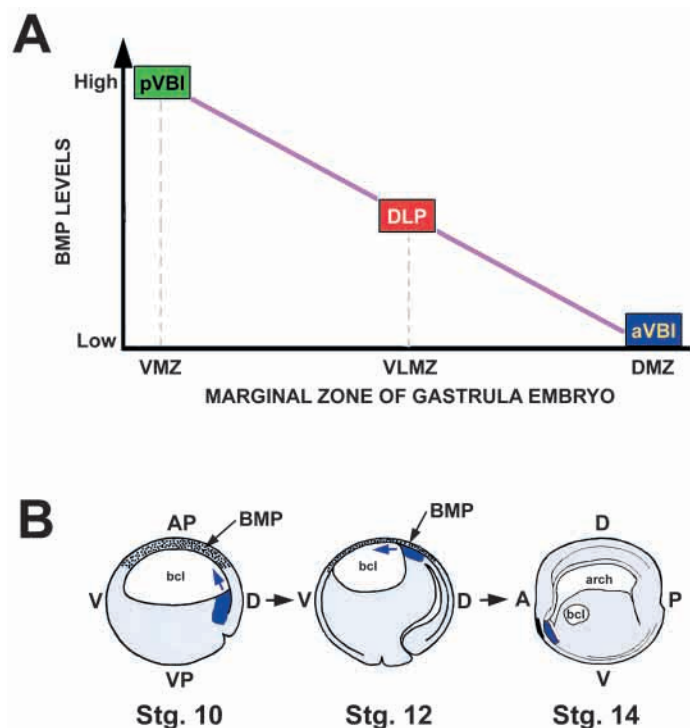 A
High
pVBI
BMP LEVELS
DLP
aVBI
Low
VMZ VLMZ DMZ
MARGINAL ZONE OF GASTRULA EMBRYO
B
AP BMP BMP D
bcl bcl arch
V D V D A bcl P
VP V
Stg. 10 Stg. 12 Stg. 14